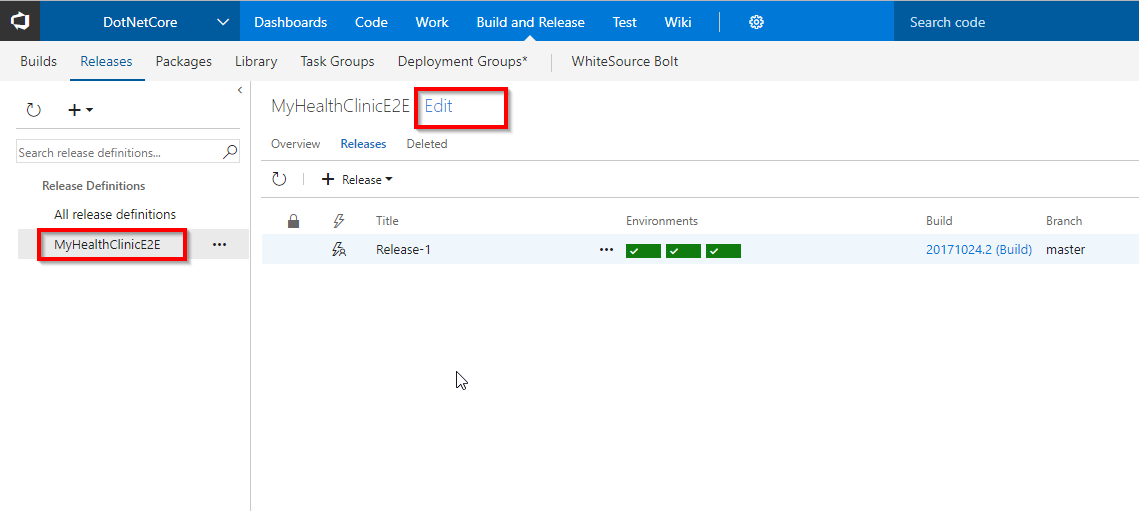 DotNetCore Dashboards Code Work Build and Release Test Wiki Search code
Builds Releases Packages Library Task Groups Deployment Groups* WhiteSource Bolt
MyHealthClinicE2E Edit
Overview Releases Deleted
Search release definitions...
+ Release
Release Definitions
All release definitions
MyHealthClinicE2E ...
Title Environments Build Branch
Release-1 ... 20171024.2 (Build) master